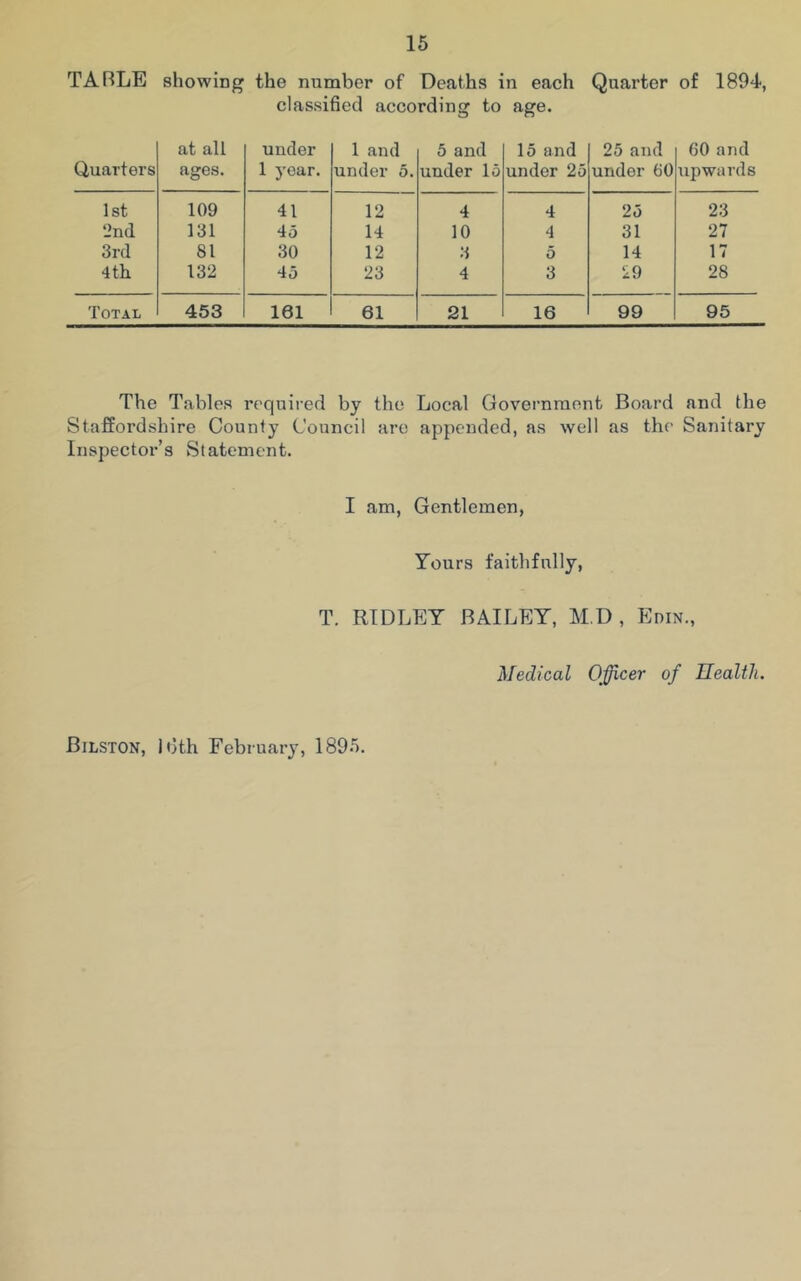 15
TABLE showing the number of Deaths in each Quarter of 1894,
classified according to age.
Quarters | at all ages. | under 1 year. | 1 and under 5. | 5 and under 15 | 15 and under 25 | 25 and under 60 | 60 and upwards
1st | 109 | 41 | 12 | 4 | 4 | 25 | 23
2nd | 131 | 45 | 14 | 10 | 4 | 31 | 27
3rd | 81 | 30 | 12 | 3 | 5 | 14 | 17
4th | 132 | 45 | 23 | 4 | 3 | 29 | 28
TOTAL | 453 | 161 | 61 | 21 | 16 | 99 | 95
The Tables required by the Local Government Board and the
Staffordshire County Council are appended, as well as the Sanitary
Inspector's Statement.
I am, Gentlemen,
Yours faithfully,
T. RIDLEY BAILEY, M.D, EDIN.,
Medical Officer of Health.
BILSTON, 16th February, 1895.